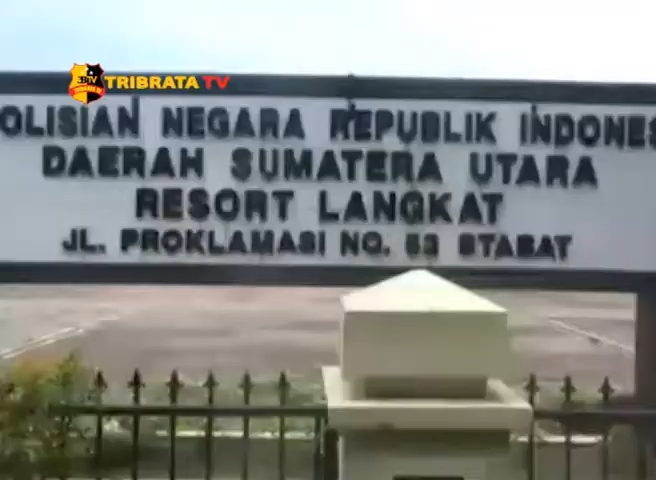 TRIBRATA TV
OLISIAN NEGARA REPUBLIK INDONES
DAERAH SUMATERA UTARA
RESORT LANGKAT
JL. PROKLAMASI NO. 53 STABAT